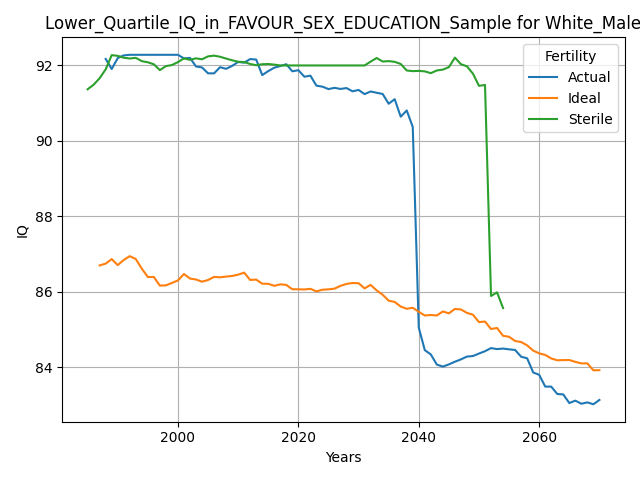 Lower_Quartile_IQ_in_FAVOUR_SEX_EDUCATION_Sample for White_Male
Fertility
Actual
Ideal
Sterile
92
90
88
86
84
IQ
2000
2020
2040
2060
Years